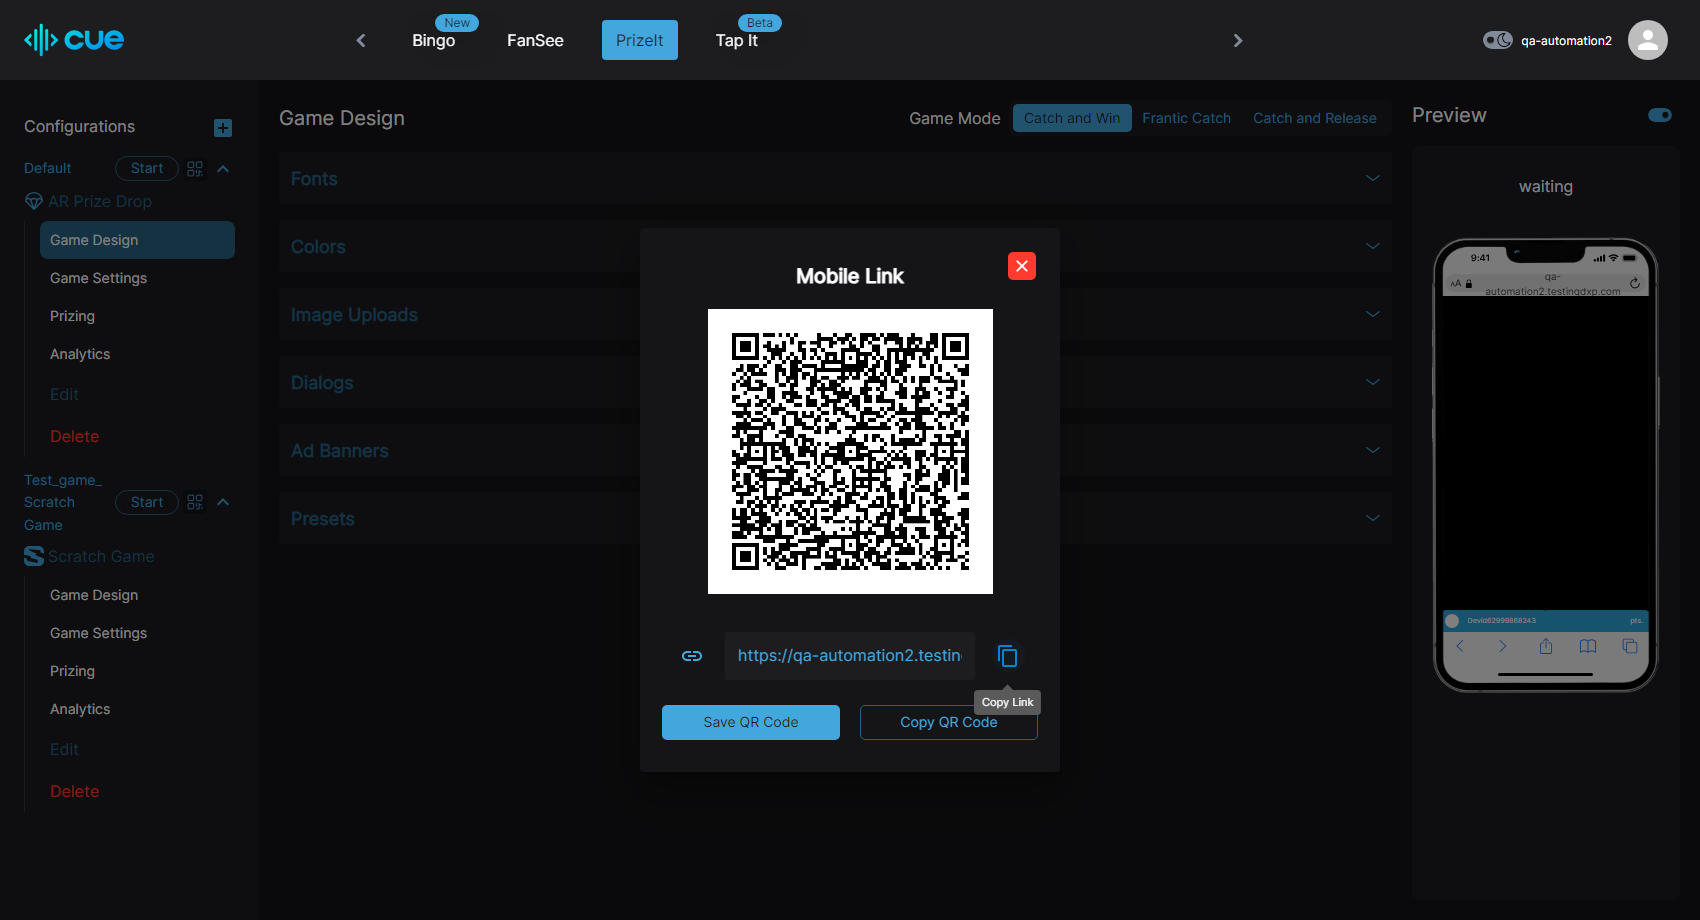 cue
New
Bingo
FanSee
PrizeIt
Beta
Tap It
qa-automation2
Configurations
Default
Start
AR Prize Drop
Game Design
Game Settings
Prizing
Analytics
Edit
Delete
Test_game_
Scratch
Game
Start
Scratch Game
Game Design
Game Settings
Prizing
Analytics
Edit
Delete
Game Design
Game Mode
Catch and Win
Frantic Catch
Catch and Release
Fonts
Colors
Image Uploads
Dialogs
Ad Banners
Presets
Mobile Link
https://qa-automation2.testin
Copy Link
Save QR Code
Copy QR Code
Preview
waiting
9:41
AA
qa-
automation2.testingdxp.com
Devid62999868243
pts.